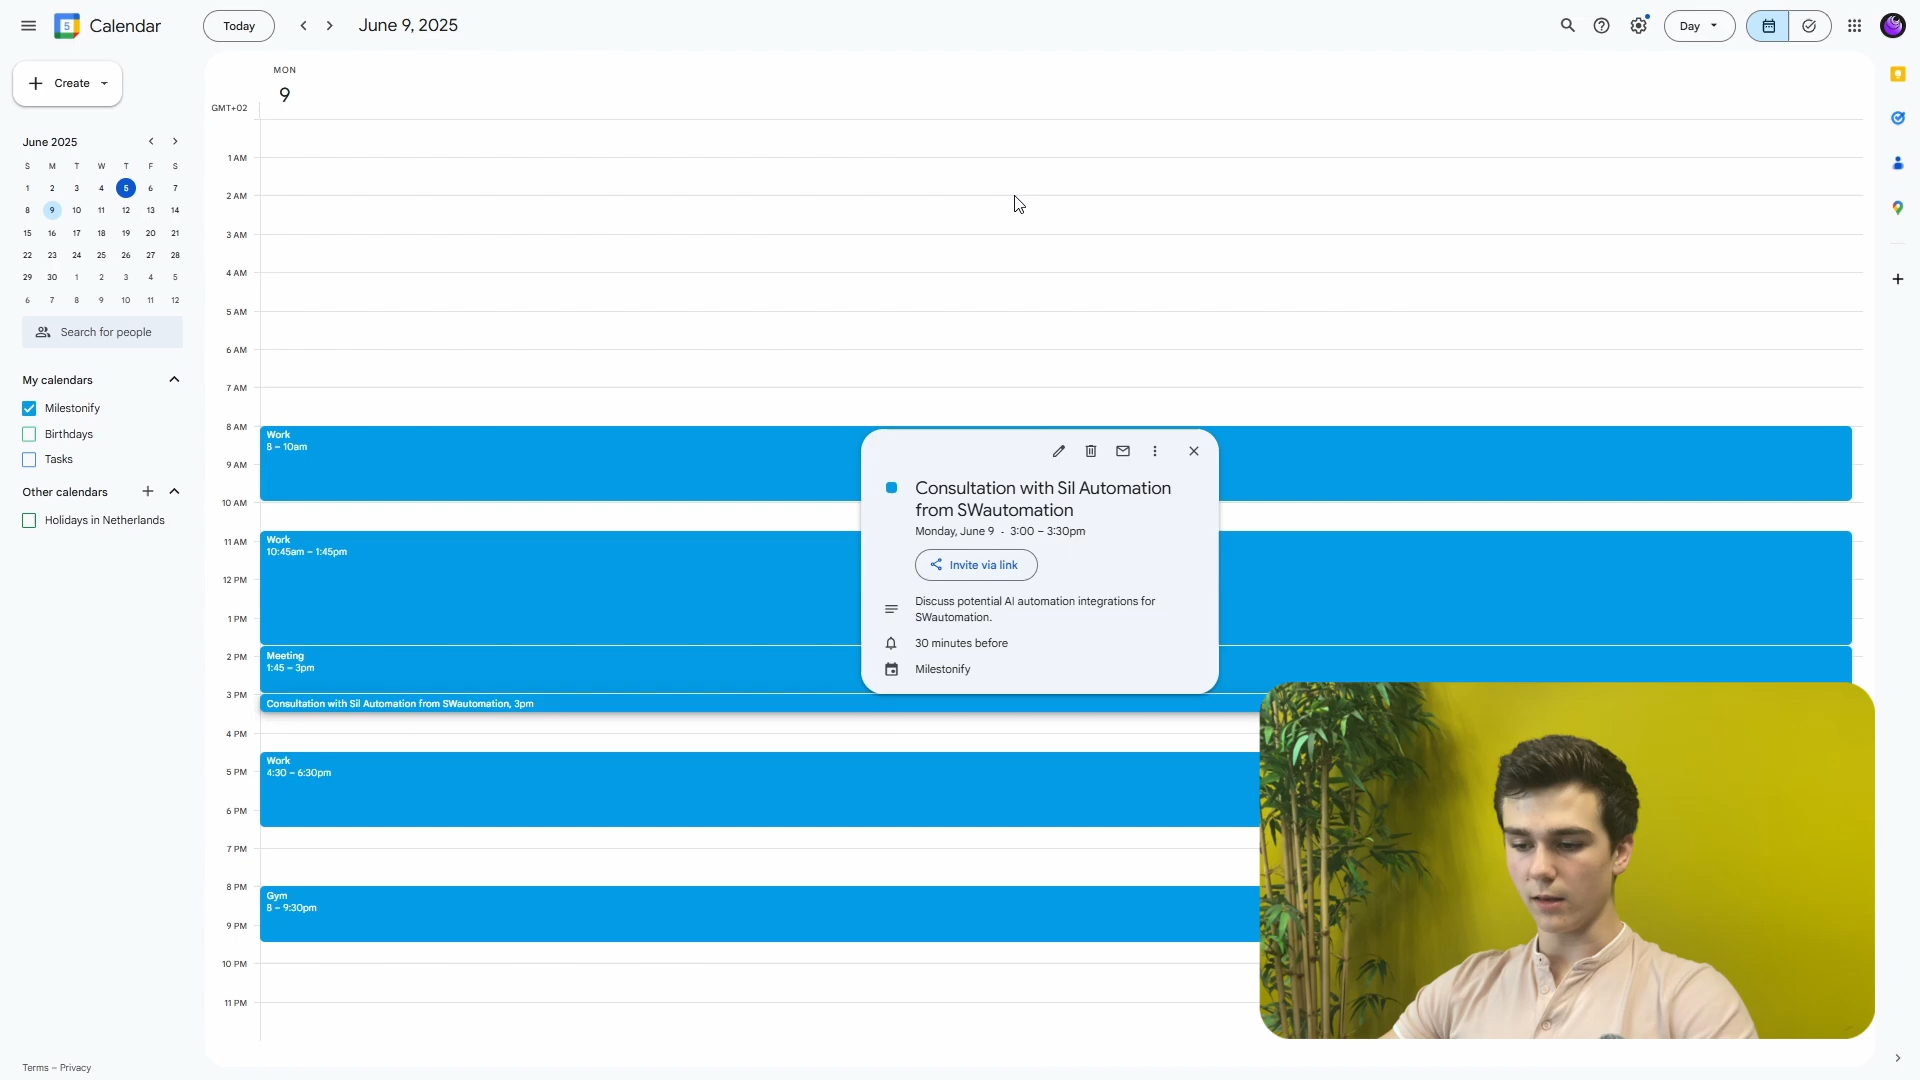 Calendar
Today
June 9, 2025
Day
Create
June 2025
S M T W T F S
1 2 3 4 5 6 7
8 9 10 11 12 13 14
15 16 17 18 19 20 21
22 23 24 25 26 27 28
29 30 1 2 3 4 5
6 7 8 9 10 11 12
Search for people
My calendars
Milestonify
Birthdays
Tasks
Other calendars
Holidays in Netherlands
Terms – Privacy
MON
9
GMT+02
1 AM
2 AM
3 AM
4 AM
5 AM
6 AM
7 AM
8 AM
9 AM
10 AM
11 AM
12 PM
1 PM
2 PM
3 PM
4 PM
5 PM
6 PM
7 PM
8 PM
9 PM
10 PM
11 PM
Work
8 – 10am
Work
10:45am – 1:45pm
Meeting
1:45 – 3pm
Consultation with Sil Automation from SWautomation, 3pm
Work
4:30 – 6:30pm
Gym
8 – 9:30pm
Consultation with Sil Automation
from SWautomation
Monday, June 9 · 3:00 – 3:30pm
Invite via link
Discuss potential AI automation integrations for
SWautomation.
30 minutes before
Milestonify
5